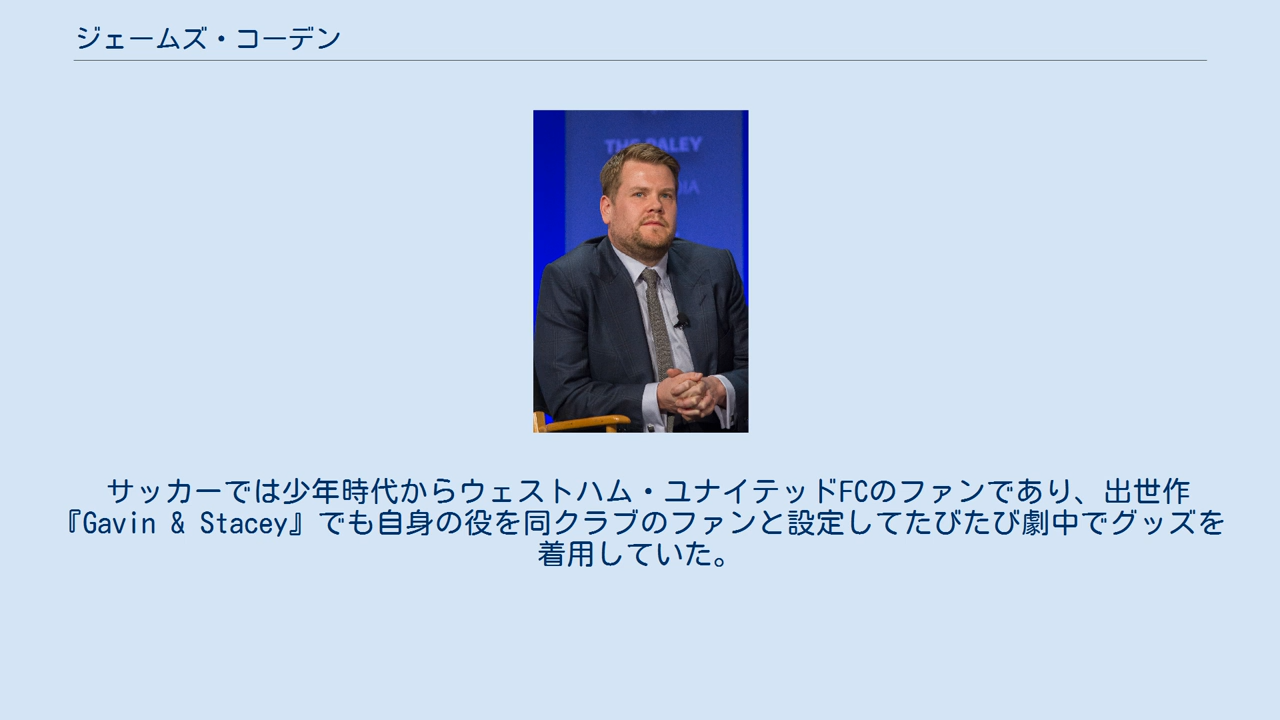 ジェームズ・コーデン
THE PALEY
DIA
サッカーでは少年時代からウェストハム・ユナイテッドFCのファンであり、出世作
『Gavin & Stacey』でも自身の役を同クラブのファンと設定してたびたび劇中でグッズを
着用していた。